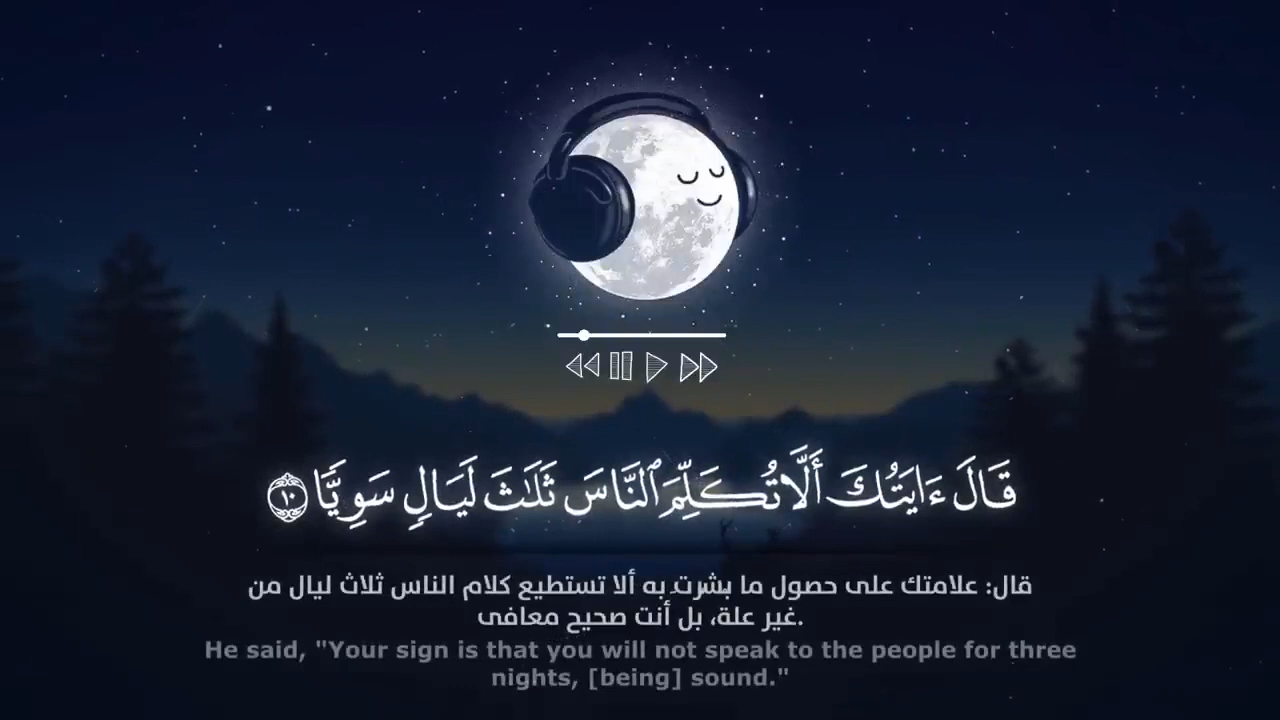 قَالَ ءَايَتُكَ أَلَّا تُكَلِّمَ ٱلنَّاسَ ثَلَٰثَ لَيَالٍ سَوِيًّا ١٠
قال: علامتك على حصول ما بشرت به ألا تستطيع كلام الناس ثلاث ليال من
غير علة، بل أنت صحيح معافى.
He said, "Your sign is that you will not speak to the people for three
nights, [being] sound."